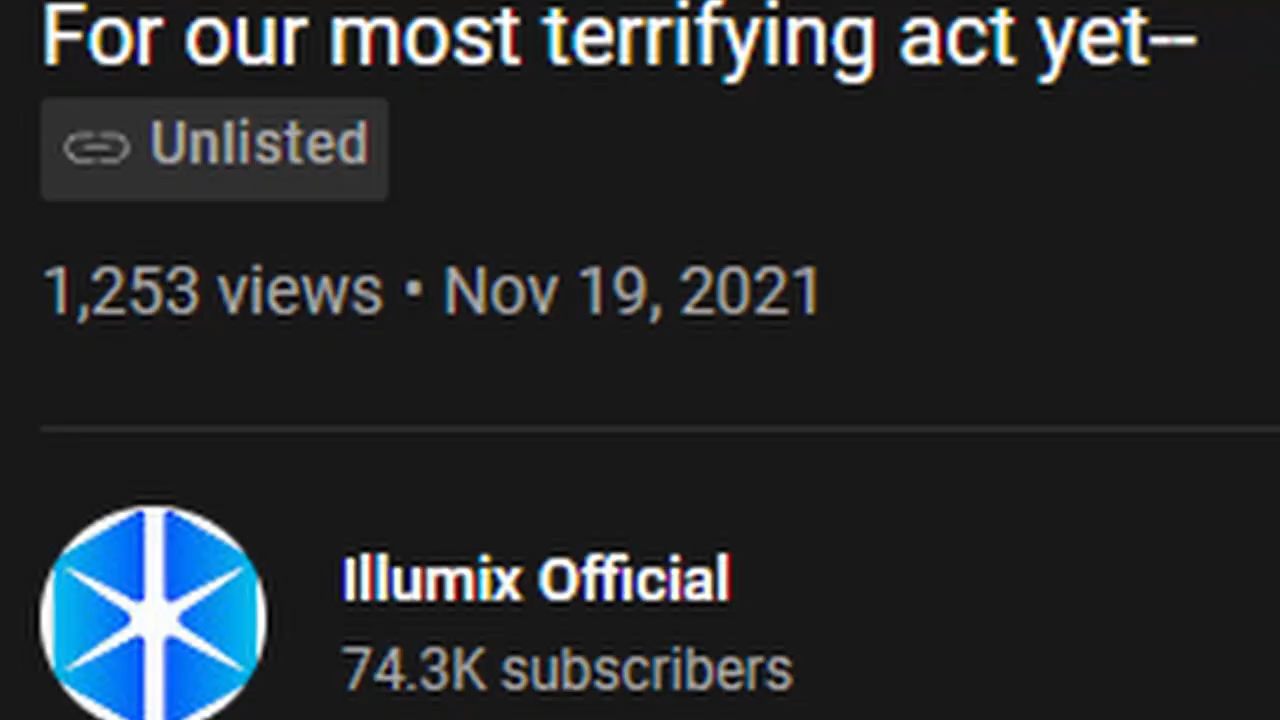 For our most terrifying act yet–
Unlisted
1,253 views • Nov 19, 2021
Illumix Official
74.3K subscribers